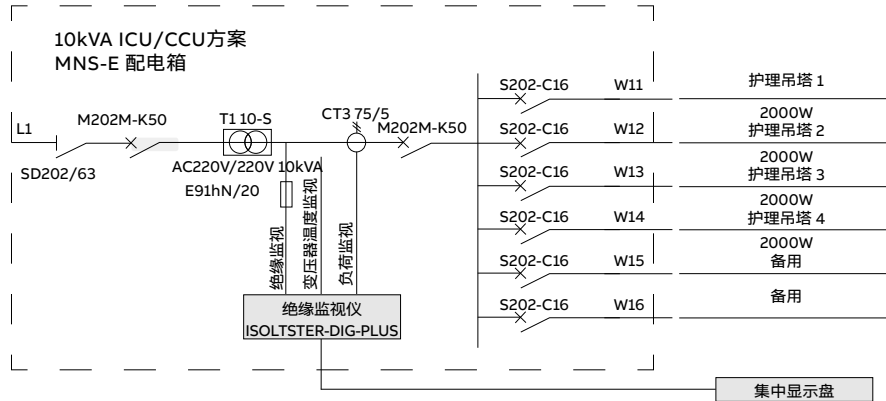 10kVA ICU/CCU方案
MNS-E 配电箱
L1
SD202/63
M202M-K50
T1 10-S
AC220V/220V 10kVA
E91hN/20
CT3 75/5
M202M-K50
绝缘监视
变压器温度监视
负荷监视
绝缘监视仪
ISOLTSTER-DIG-PLUS
S202-C16 W11 护理吊塔 1
2000W
S202-C16 W12 护理吊塔 2
2000W
S202-C16 W13 护理吊塔 3
2000W
S202-C16 W14 护理吊塔 4
2000W
S202-C16 W15 备用
S202-C16 W16 备用
集中显示盘